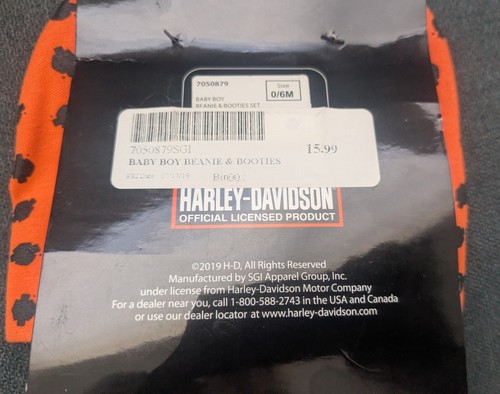 7050879
Size
0/6M
BABY BOY
BEANIE & BOOTIES SET
7050879SGI
15.99
BABY BOY BEANIE & BOOTIES
HARLEY-DAVIDSON
OFFICIAL LICENSED PRODUCT
©2019 H-D, All Rights Reserved
Manufactured by SGI Apparel Group, Inc.
under license from Harley-Davidson Motor Company
For a dealer near you, call 1-800-588-2743 in the USA and Canada
or use our dealer locator at www.harley-davidson.com